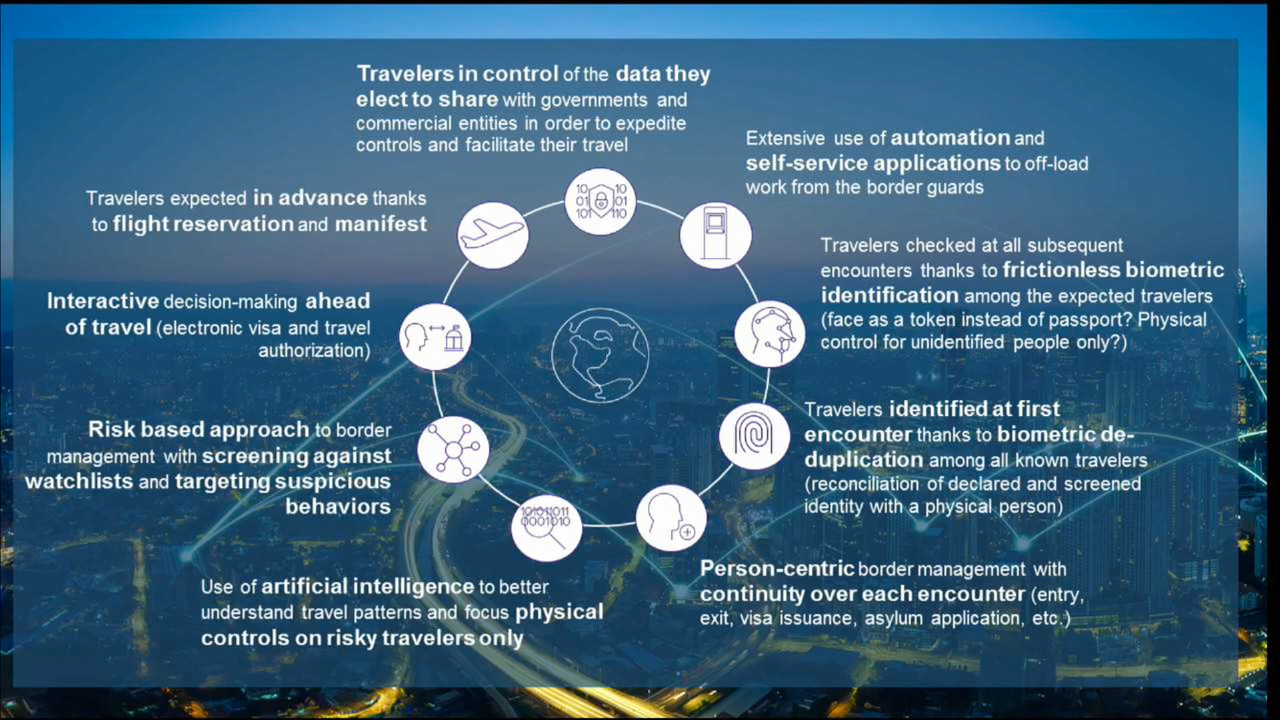 Travelers in control of the data they
elect to share with governments and
commercial entities in order to expedite
controls and facilitate their travel
Extensive use of automation and
self-service applications to off-load
work from the border guards
Travelers checked at all subsequent
encounters thanks to frictionless biometric
identification among the expected travelers
(face as a token instead of passport? Physical
control for unidentified people only?)
Travelers identified at first
encounter thanks to biometric de-
duplication among all known travelers
(reconciliation of declared and screened
identity with a physical person)
Person-centric border management with
continuity over each encounter (entry,
exit, visa issuance, asylum application, etc.)
Use of artificial intelligence to better
understand travel patterns and focus physical
controls on risky travelers only
Risk based approach to border
management with screening against
watchlists and targeting suspicious
behaviors
Interactive decision-making ahead
of travel (electronic visa and travel
authorization)
Travelers expected in advance thanks
to flight reservation and manifest
10 10
01 01
101 110
101011011
0001010